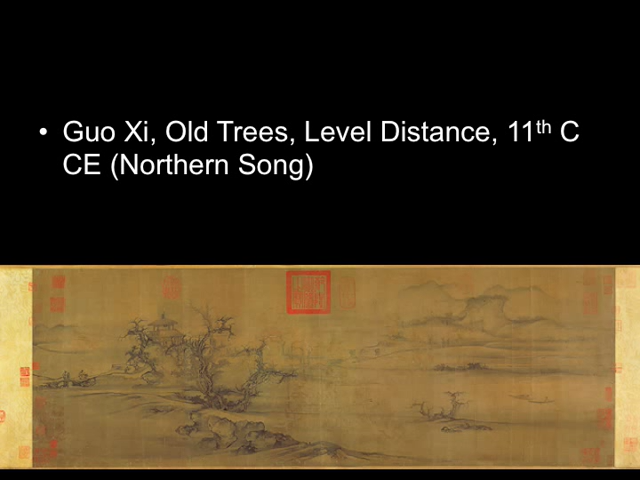 • Guo Xi, Old Trees, Level Distance, 11th C
CE (Northern Song)